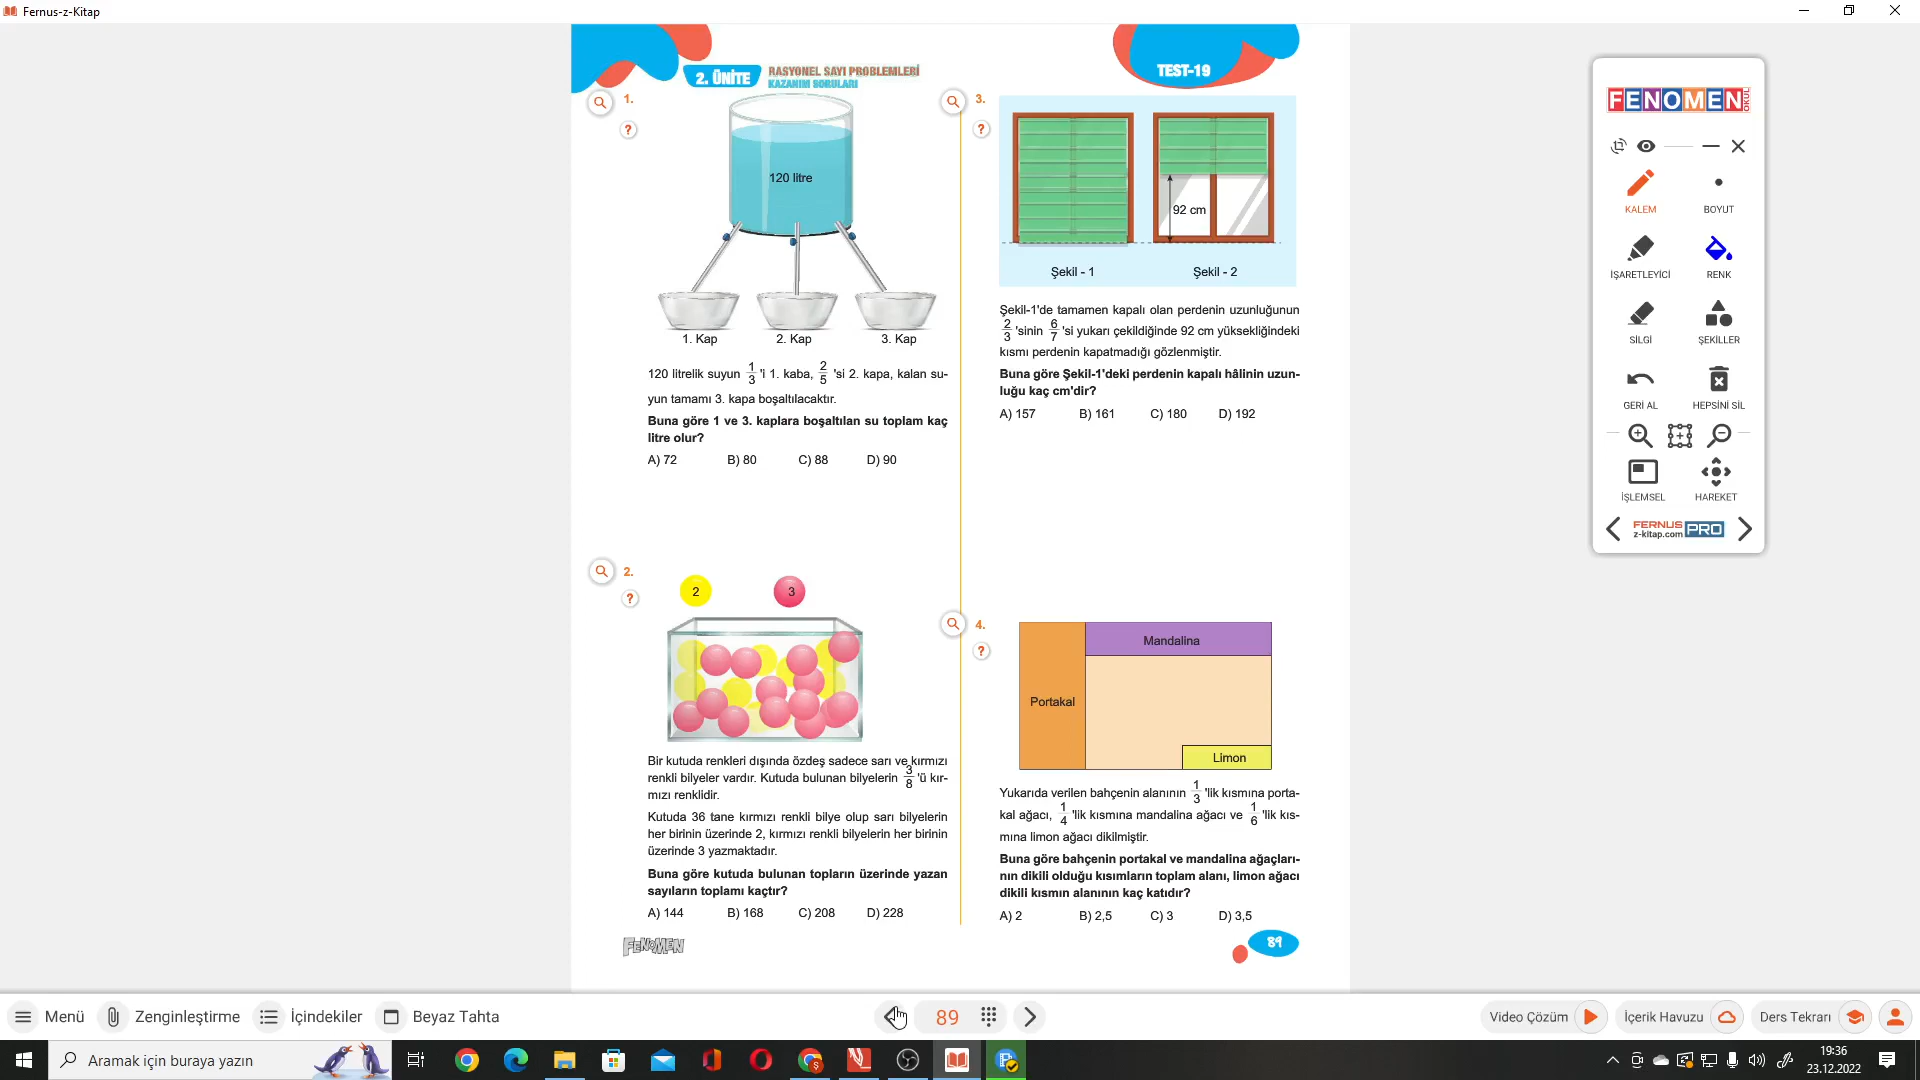 Fernus-z-Kitap
2. ÜNİTE
RASYONEL SAYI PROBLEMLERİ
KAZANIM SORULARI
TEST-19
1.
?
120 litre
1. Kap 2. Kap 3. Kap
120 litrelik suyun 1/3 'i 1. kaba, 2/5 'si 2. kapa, kalan su-
yun tamamı 3. kapa boşaltılacaktır.
Buna göre 1 ve 3. kaplara boşaltılan su toplam kaç
litre olur?
A) 72 B) 80 C) 88 D) 90
2.
?
2 3
Bir kutuda renkleri dışında özdeş sadece sarı ve kırmızı
renkli bilyeler vardır. Kutuda bulunan bilyelerin 3/8 'ü kır-
mızı renklidir.
Kutuda 36 tane kırmızı renkli bilye olup sarı bilyelerin
her birinin üzerinde 2, kırmızı renkli bilyelerin her birinin
üzerinde 3 yazmaktadır.
Buna göre kutuda bulunan topların üzerinde yazan
sayıların toplamı kaçtır?
A) 144 B) 168 C) 208 D) 228
FENOMEN
3.
?
92 cm
Şekil - 1 Şekil - 2
Şekil-1'de tamamen kapalı olan perdenin uzunluğunun
2/3 'sinin 6/7 'si yukarı çekildiğinde 92 cm yüksekliğindeki
kısmı perdenin kapatmadığı gözlenmiştir.
Buna göre Şekil-1'deki perdenin kapalı hâlinin uzun-
luğu kaç cm'dir?
A) 157 B) 161 C) 180 D) 192
4.
?
Mandalina
Portakal
Limon
Yukarıda verilen bahçenin alanının 1/3 'lik kısmına porta-
kal ağacı, 1/4 'lik kısmına mandalina ağacı ve 1/6 'lik kıs-
mına limon ağacı dikilmiştir.
Buna göre bahçenin portakal ve mandalina ağaçları-
nın dikili olduğu kısımların toplam alanı, limon ağacı
dikili kısmın alanının kaç katıdır?
A) 2 B) 2,5 C) 3 D) 3,5
89
FENOMEN OKUL
KALEM BOYUT
İŞARETLEYİCİ RENK
SİLGİ ŞEKİLLER
GERİ AL HEPSİNİ SİL
İŞLEMSEL HAREKET
FERNUS
z-kitap.com PRO
Menü Zenginleştirme İçindekiler Beyaz Tahta 89 Video Çözüm İçerik Havuzu Ders Tekrarı
Aramak için buraya yazın
19:36
23.12.2022